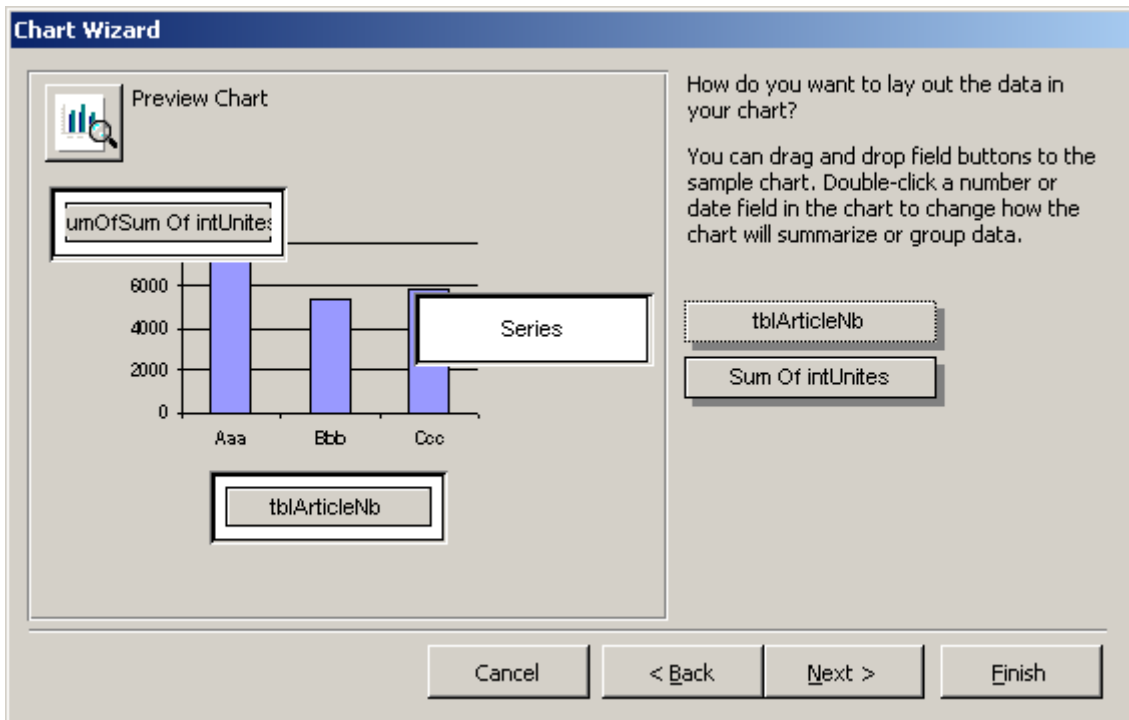 Chart Wizard
Preview Chart
umOfSum Of intUnites
6000
4000
2000
0
Aaa Bbb Ccc
Series
tblArticleNb
How do you want to lay out the data in
your chart?
You can drag and drop field buttons to the
sample chart. Double-click a number or
date field in the chart to change how the
chart will summarize or group data.
tblArticleNb
Sum Of intUnites
Cancel
< Back
Next >
Finish